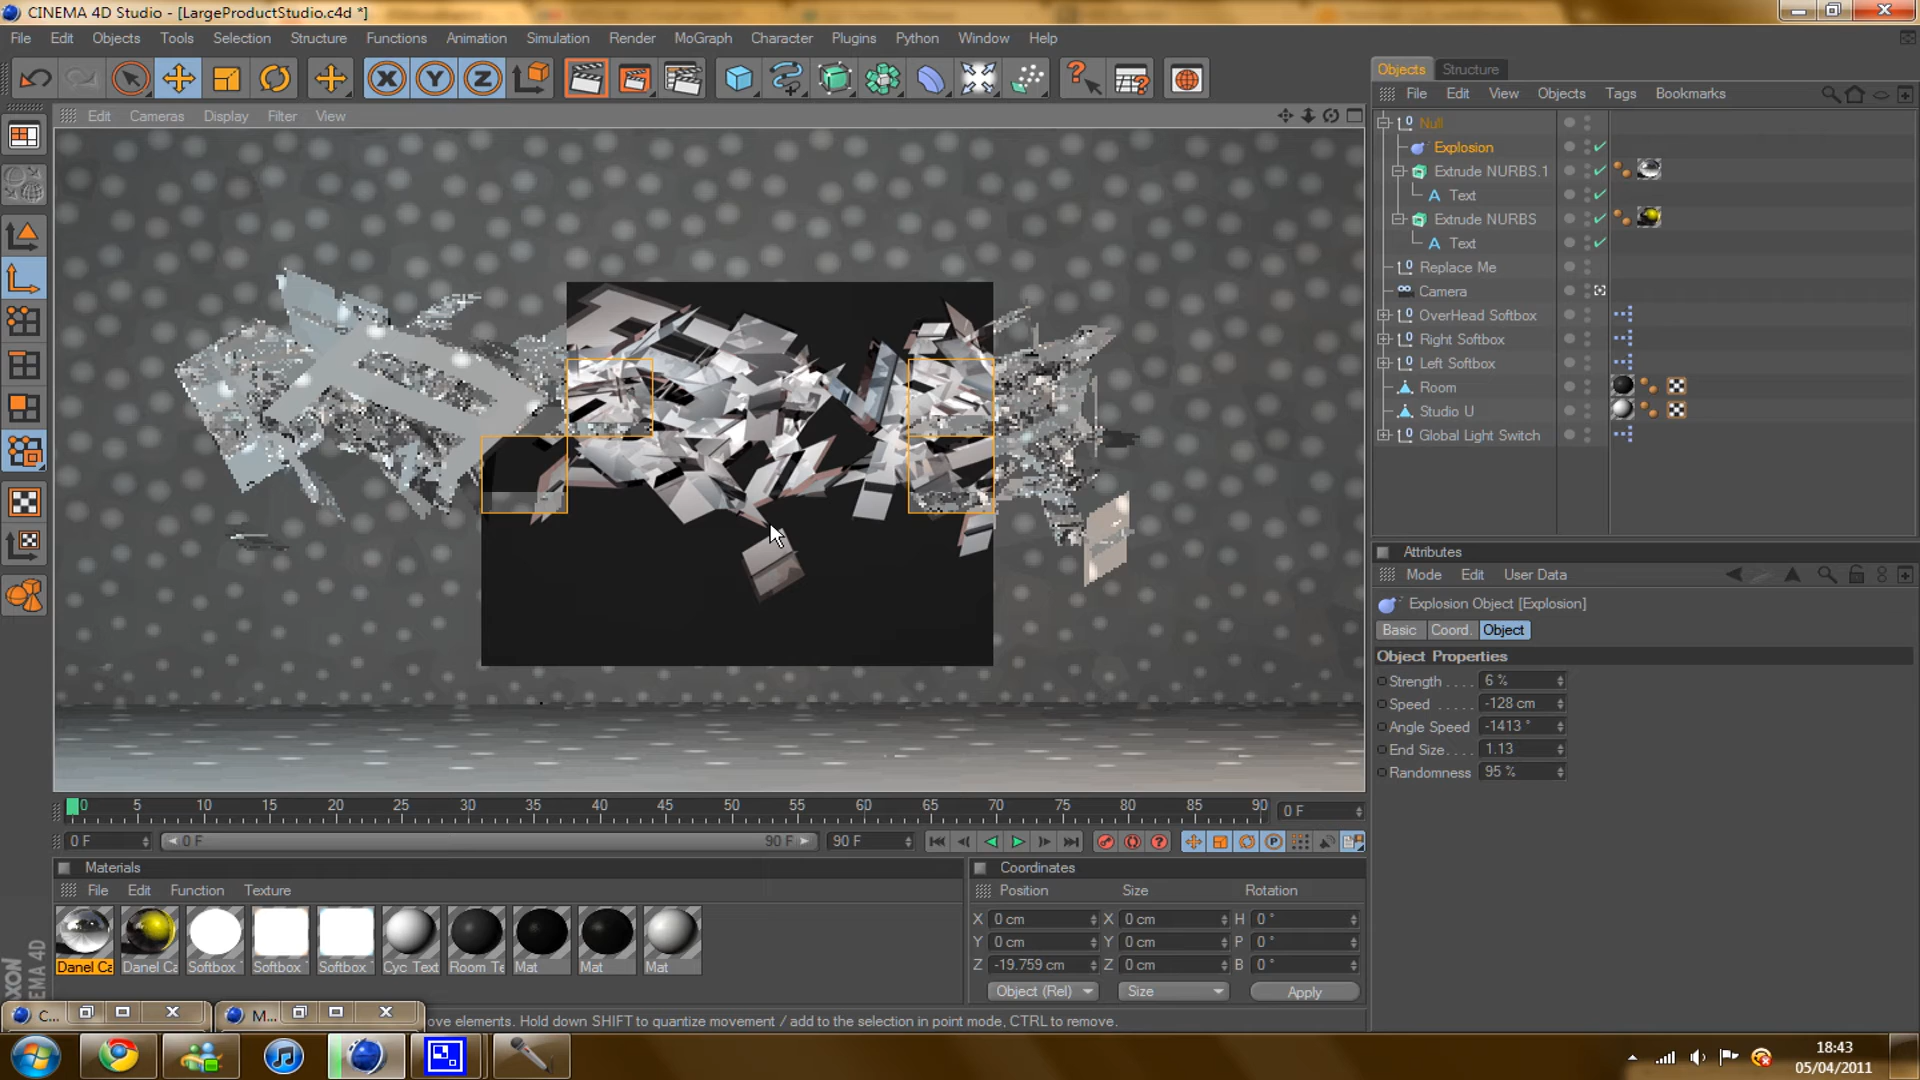 CINEMA 4D Studio - [LargeProductStudio.c4d *]
File Edit Objects Tools Selection Structure Functions Animation Simulation Render MoGraph Character Plugins Python Window Help
X Y Z
Edit Cameras Display Filter View
Objects Structure
File Edit View Objects Tags Bookmarks
Null
Explosion
Extrude NURBS.1
Text
Extrude NURBS
Text
Replace Me
Camera
OverHead Softbox
Right Softbox
Left Softbox
Room
Studio U
Global Light Switch
Attributes
Mode Edit User Data
Explosion Object [Explosion]
Basic Coord. Object
Object Properties
Strength . . . . 6 %
Speed . . . . . -128 cm
Angle Speed -1413 °
End Size. . . . 1.13
Randomness 95 %
0 5 10 15 20 25 30 35 40 45 50 55 60 65 70 75 80 85 90 0 F
0 F 0 F 90 F 90 F
Materials
File Edit Function Texture
Danel Ca Danel Ca Softbox Softbox Softbox Cyc Text Room Te Mat Mat Mat
Coordinates
Position Size Rotation
X 0 cm X 0 cm H 0 °
Y 0 cm Y 0 cm P 0 °
Z -19.759 cm Z 0 cm B 0 °
Object (Rel) Size Apply
C... M...
ove elements. Hold down SHIFT to quantize movement / add to the selection in point mode, CTRL to remove.
18:43
05/04/2011